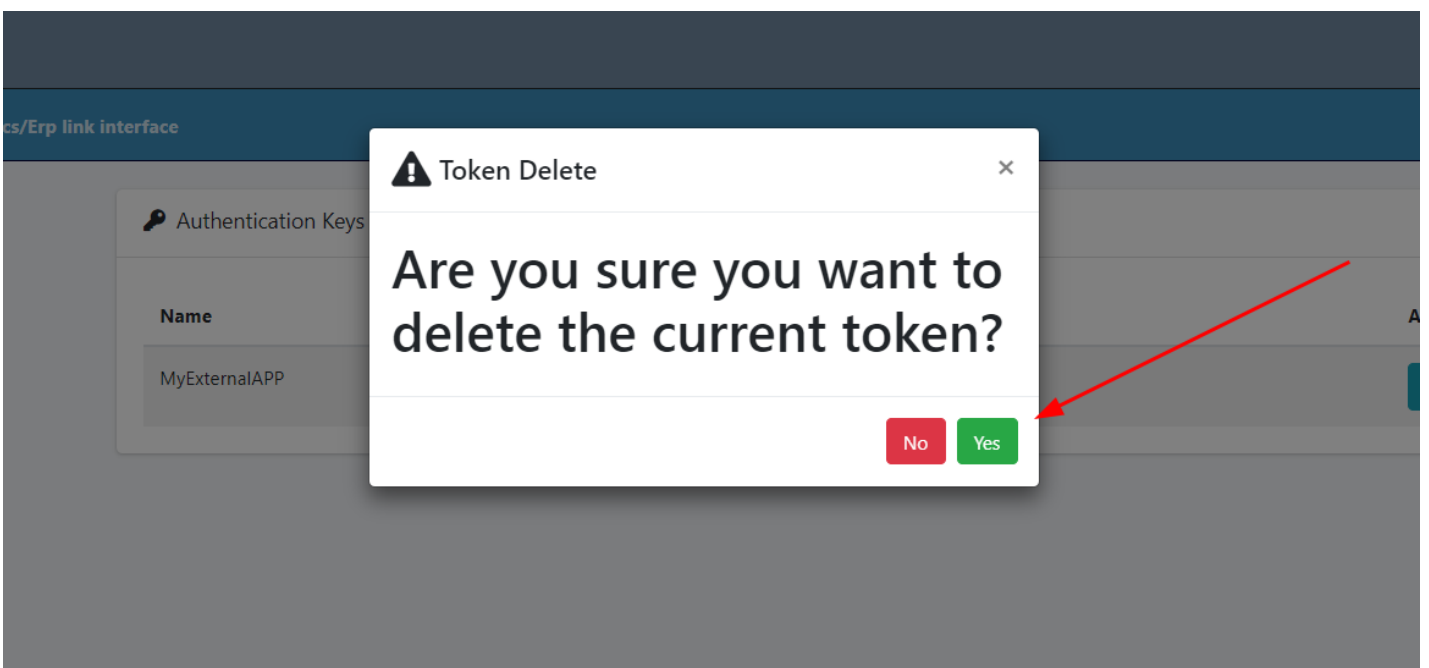 cs/Erp link interface
Token Delete ×
Authentication Keys
Are you sure you want to
delete the current token?
Name
A
MyExternalAPP
No Yes